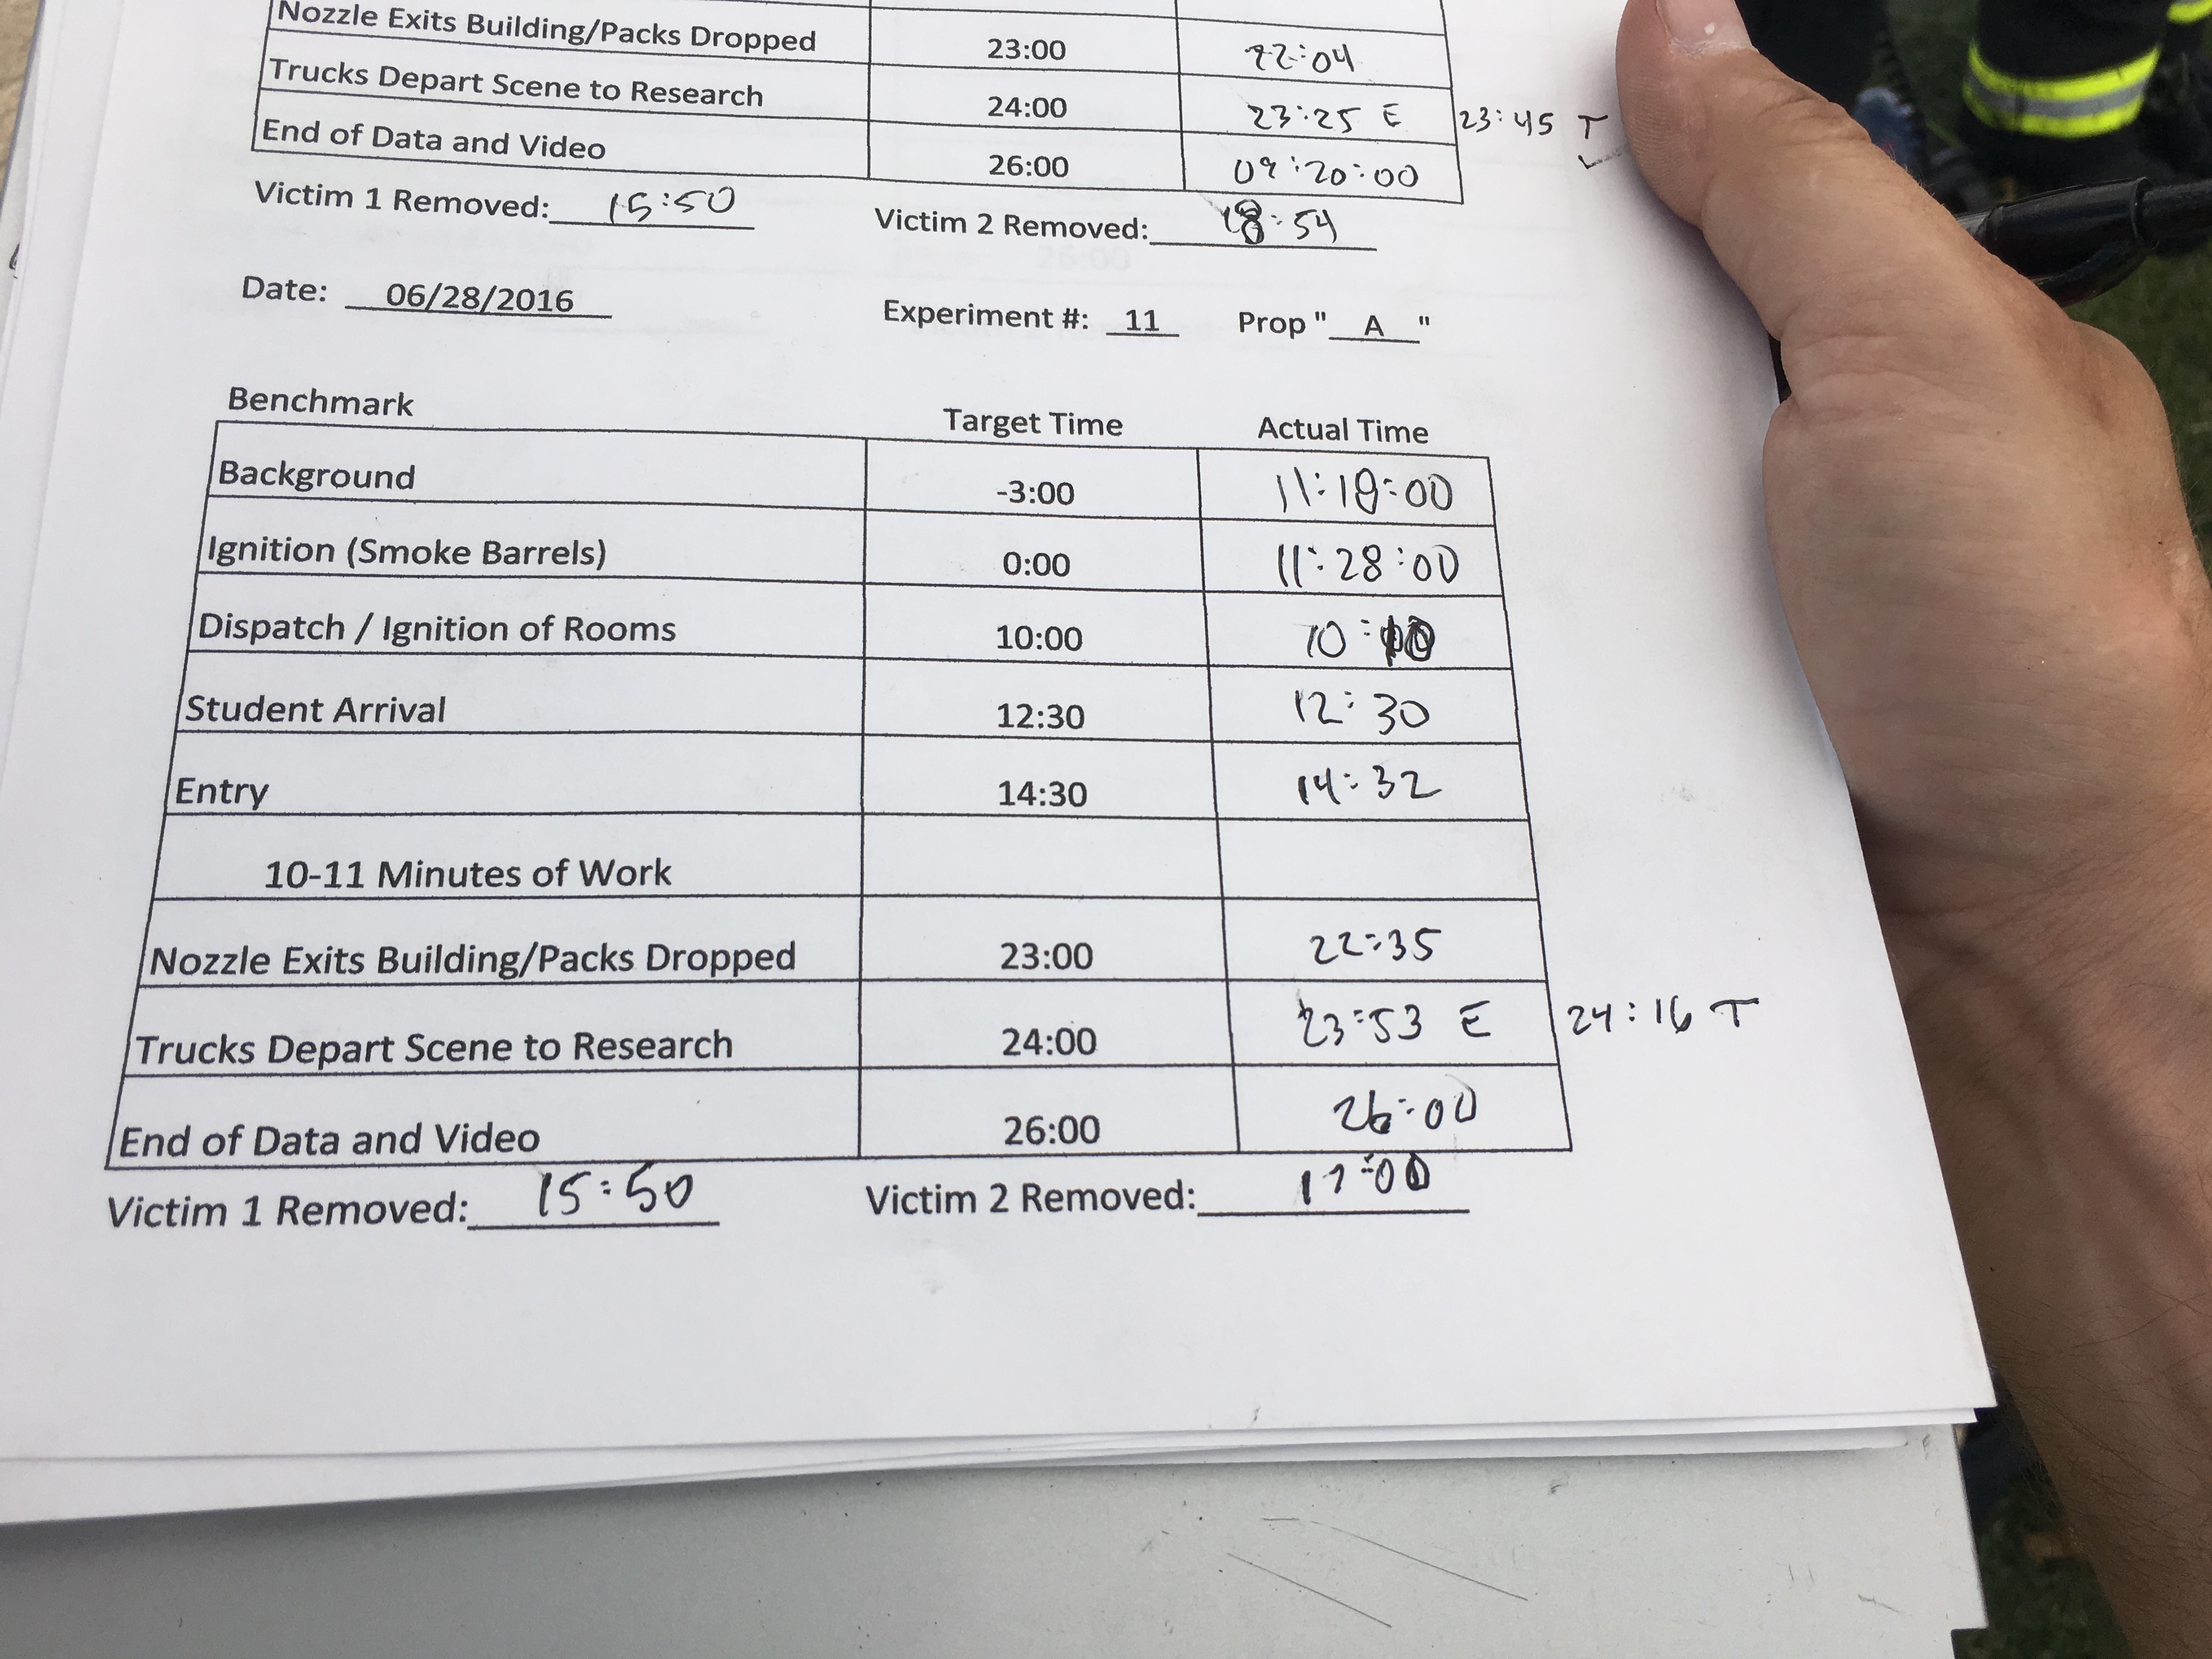 Nozzle Exits Building/Packs Dropped 23:00 22:04
Trucks Depart Scene to Research 24:00 23:25 E 23:45 T
End of Data and Video 26:00 09:20:00
Victim 1 Removed: 15:50 Victim 2 Removed: 18:54
Date: 06/28/2016 Experiment #: 11 Prop " A "
Benchmark Target Time Actual Time
Background -3:00 11:18:00
Ignition (Smoke Barrels) 0:00 11:28:00
Dispatch / Ignition of Rooms 10:00 10:10
Student Arrival 12:30 12:30
Entry 14:30 14:32
10-11 Minutes of Work
Nozzle Exits Building/Packs Dropped 23:00 22:35
Trucks Depart Scene to Research 24:00 23:53 E 24:16 T
End of Data and Video 26:00 26:00
Victim 1 Removed: 15:50 Victim 2 Removed: 17:00